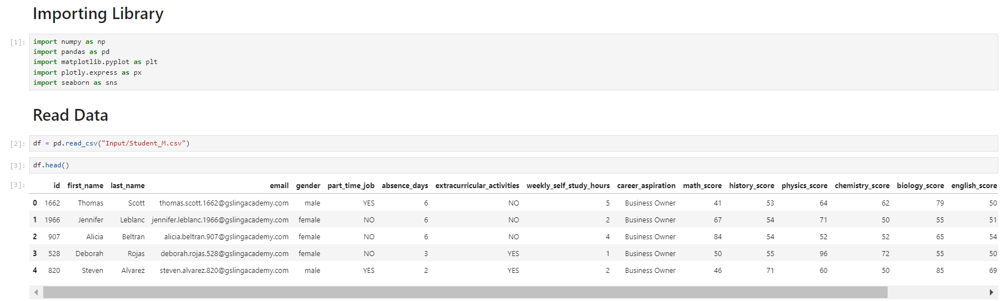 Importing Library
[1]:
import numpy as np
import pandas as pd
import matplotlib.pyplot as plt
import plotly.express as px
import seaborn as sns
Read Data
[2]: df = pd.read_csv("Input/Student_M.csv")
[3]: df.head()
[3]: id first_name last_name email gender part_time_job absence_days extracurricular_activities weekly_self_study_hours career_aspiration math_score history_score physics_score chemistry_score biology_score english_score
0 1662 Thomas Scott thomas.scott.1662@gslingacademy.com male YES 6 NO 5 Business Owner 41 53 64 62 79 50
1 1966 Jennifer Leblanc jennifer.leblanc.1966@gslingacademy.com female NO 6 NO 2 Business Owner 67 54 71 50 55 51
2 907 Alicia Beltran alicia.beltran.907@gslingacademy.com female NO 6 NO 4 Business Owner 84 54 52 52 65 54
3 528 Deborah Rojas deborah.rojas.528@gslingacademy.com female NO 3 YES 1 Business Owner 50 55 96 72 55 50
4 820 Steven Alvarez steven.alvarez.820@gslingacademy.com male YES 2 YES 2 Business Owner 46 71 60 50 85 69